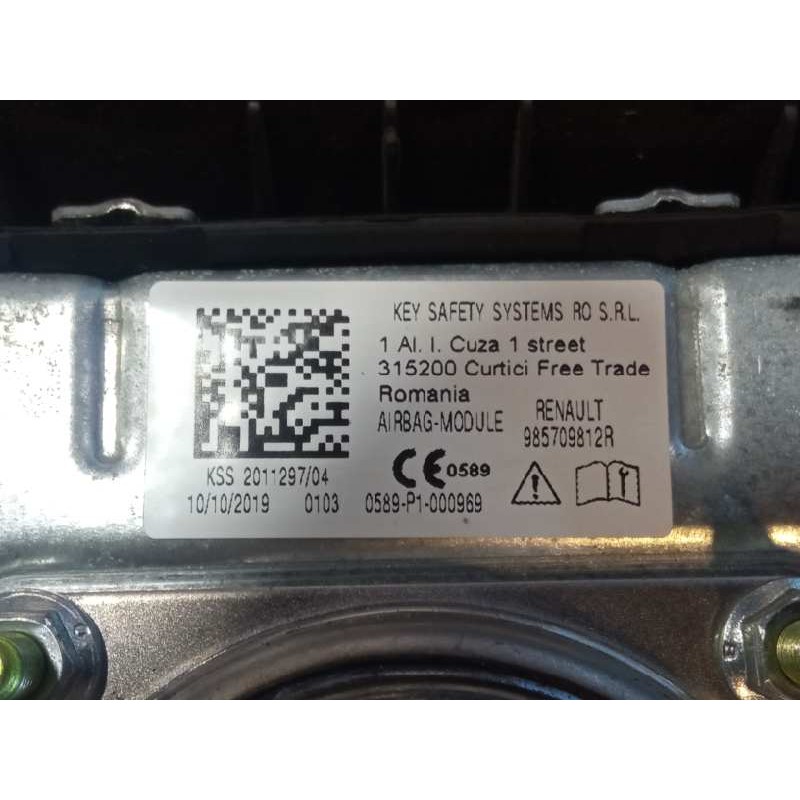 KEY SAFETY SYSTEMS RO S.R.L.
1 Al. I. Cuza 1 street
315200 Curtici Free Trade
Romania
AIRBAG-MODULE RENAULT
985709812R
KSS 2011297/04
CE 0589
10/10/2019 0103 0589-P1-000969